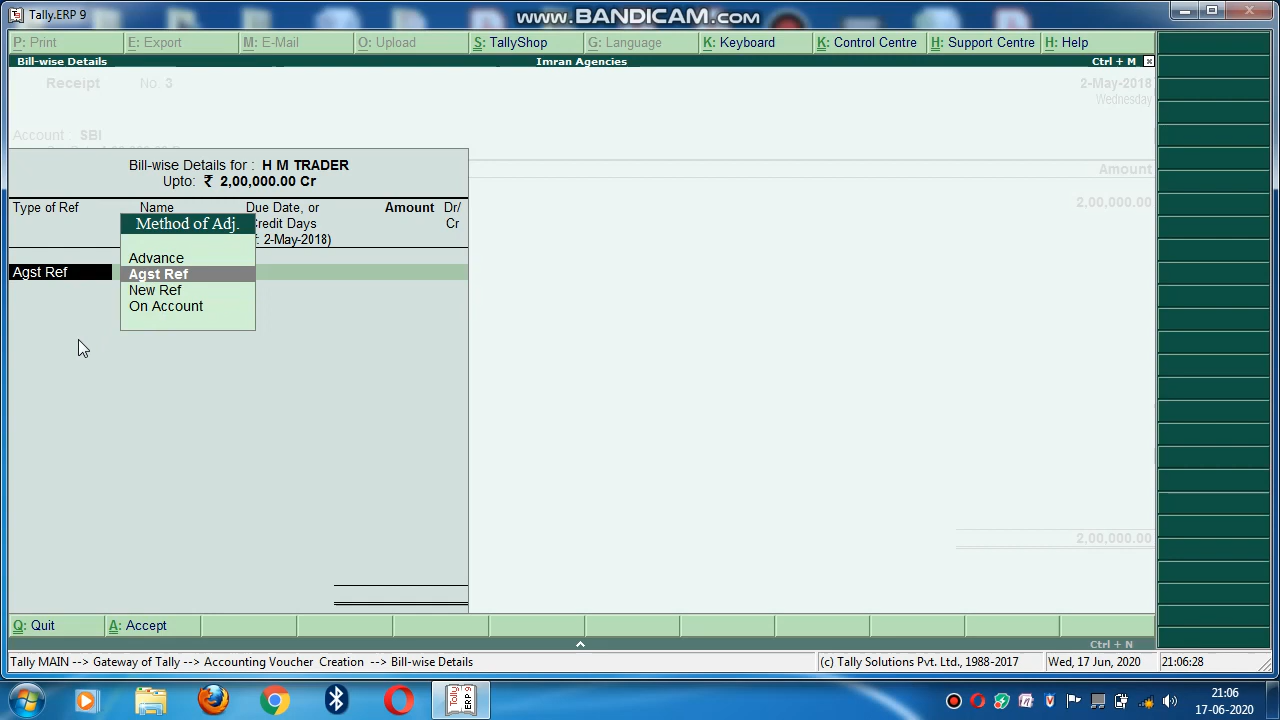 Tally.ERP 9
www.BANDICAM.com
P: Print E: Export M: E-Mail O: Upload S: TallyShop G: Language K: Keyboard K: Control Centre H: Support Centre H: Help
Bill-wise Details Imran Agencies Ctrl + M
Receipt No. 3 2-May-2018
Wednesday
Account : SBI
Bill-wise Details for : H M TRADER
Upto: ₹ 2,00,000.00 Cr
Amount
Type of Ref Name Due Date, or Amount Dr/
2,00,000.00
Method of Adj. Credit Days Cr
2-May-2018)
Advance
Agst Ref Agst Ref
New Ref
On Account
2,00,000.00
Q: Quit A: Accept
Ctrl + N
Tally MAIN --> Gateway of Tally --> Accounting Voucher Creation --> Bill-wise Details (c) Tally Solutions Pvt. Ltd., 1988-2017 Wed, 17 Jun, 2020 21:06:28
Tally ERP 9
21:06
17-06-2020